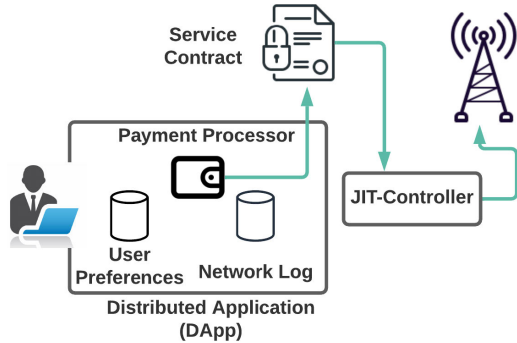 Service
Contract
Payment Processor
JIT-Controller
User
Preferences
Network Log
Distributed Application
(DApp)